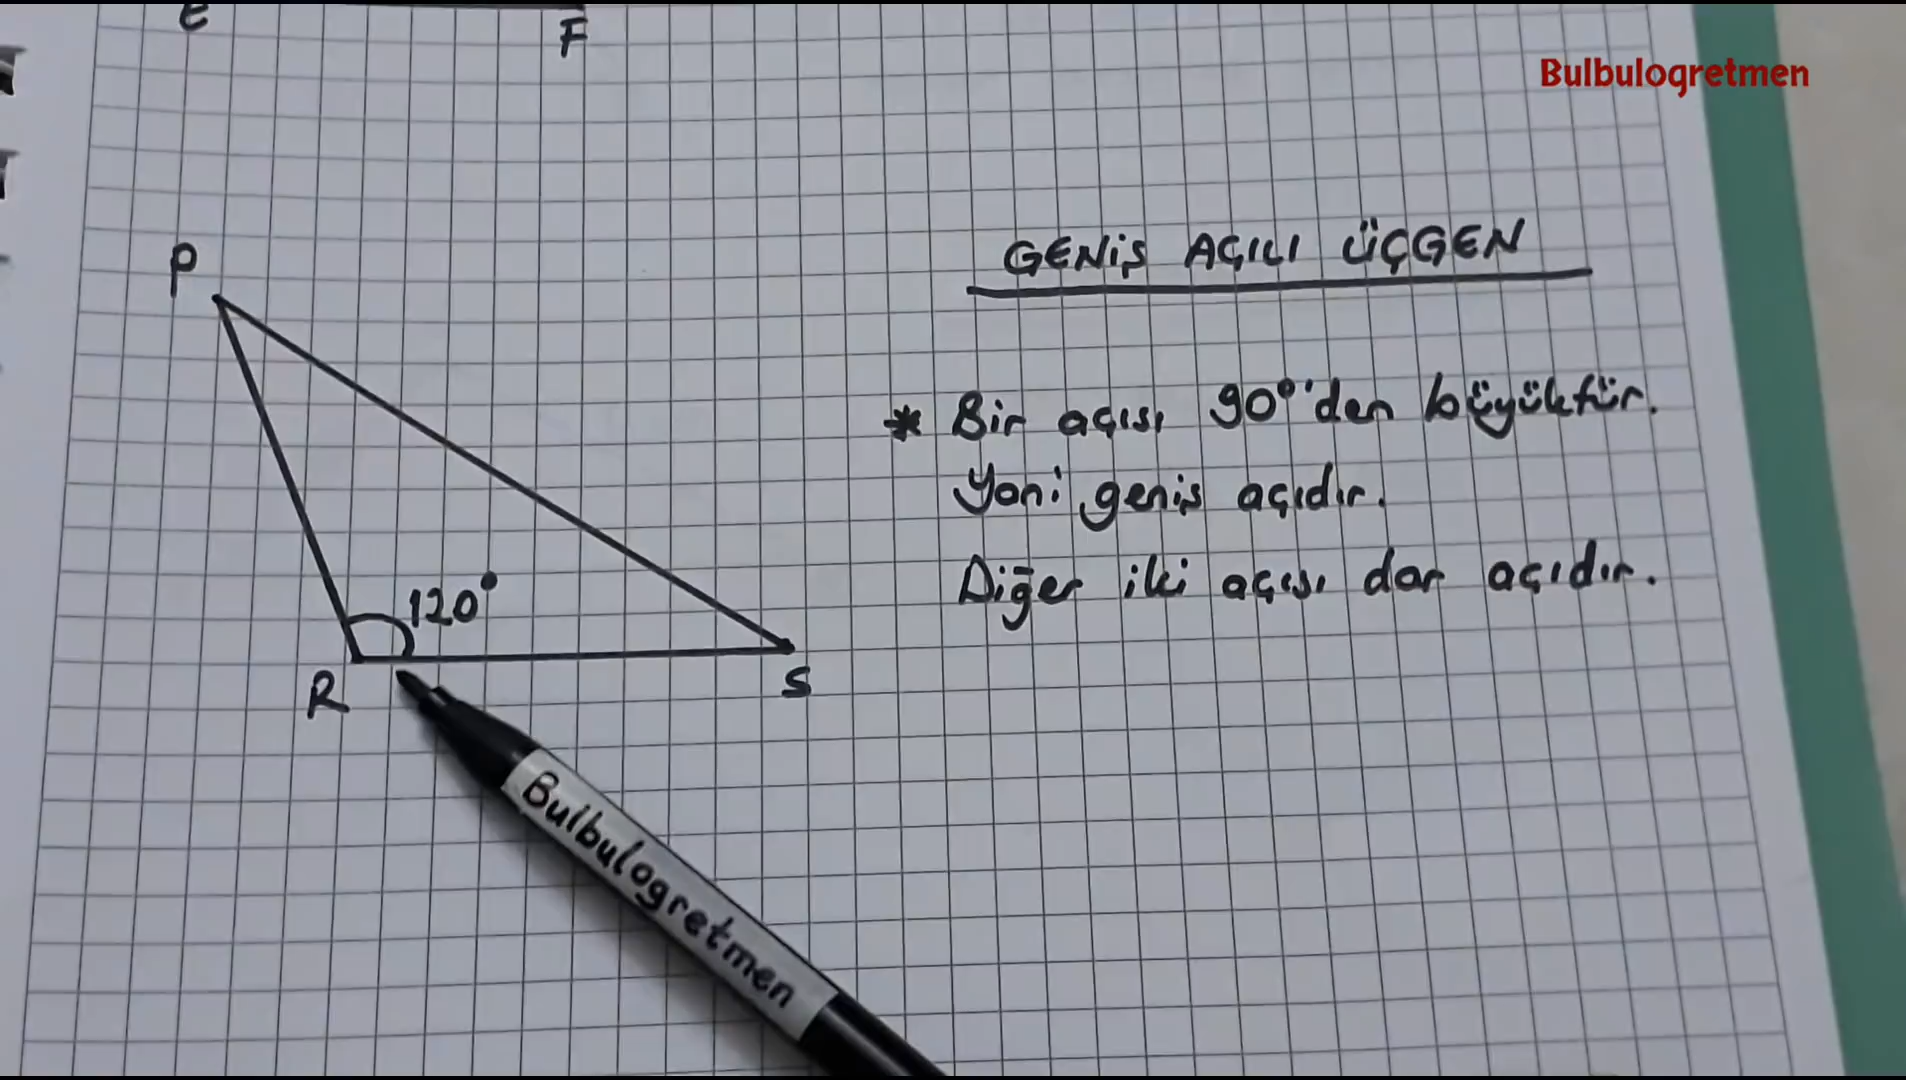 E
F
Bulbulogretmen
P
GENİŞ AÇILI ÜÇGEN
* Bir açısı 90°'den büyüktür.
Yani geniş açıdır.
Diğer iki açısı dar açıdır.
120°
R
S
Bulbulogretmen